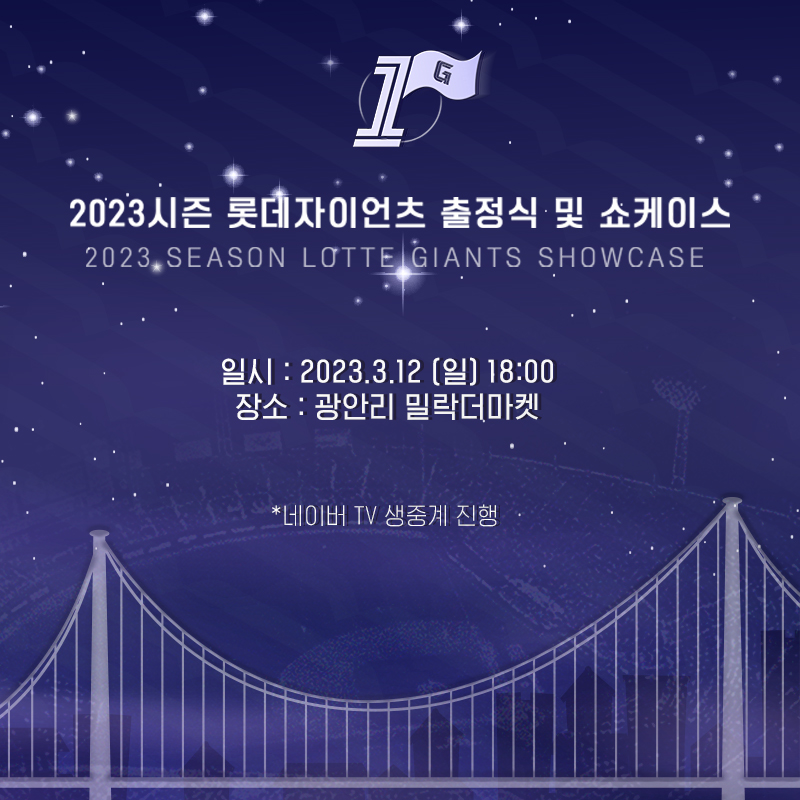 1
G
2023시즌 롯데자이언츠 출정식 및 쇼케이스
2023 SEASON LOTTE GIANTS SHOWCASE
일시 : 2023.3.12 (일) 18:00
장소 : 광안리 밀락더마켓
*네이버 TV 생중계 진행